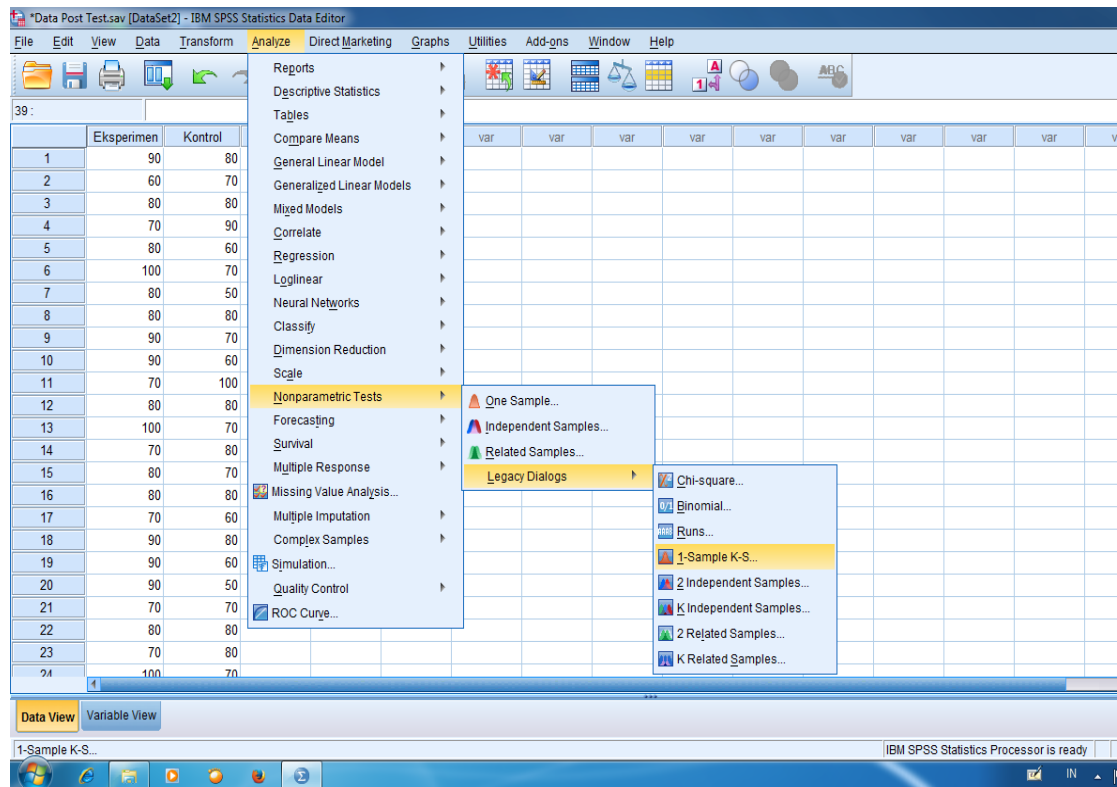 *Data Post Test.sav [DataSet2] - IBM SPSS Statistics Data Editor
File Edit View Data Transform Analyze Direct Marketing Graphs Utilities Add-ons Window Help
39 :
Eksperimen Kontrol var var var var var var var var var
1 90 80
2 60 70
3 80 80
4 70 90
5 80 60
6 100 70
7 80 50
8 80 80
9 90 70
10 90 60
11 70 100
12 80 80
13 100 70
14 70 80
15 80 70
16 80 80
17 70 60
18 90 80
19 90 60
20 90 50
21 70 70
22 80 80
23 70 80
24 100 70
Reports
Descriptive Statistics
Tables
Compare Means
General Linear Model
Generalized Linear Models
Mixed Models
Correlate
Regression
Loglinear
Neural Networks
Classify
Dimension Reduction
Scale
Nonparametric Tests
Forecasting
Survival
Multiple Response
Missing Value Analysis...
Multiple Imputation
Complex Samples
Simulation...
Quality Control
ROC Curve...
One Sample...
Independent Samples...
Related Samples...
Legacy Dialogs
Chi-square...
Binomial...
Runs...
1-Sample K-S...
2 Independent Samples...
K Independent Samples...
2 Related Samples...
K Related Samples...
Data View Variable View
1-Sample K-S...
IBM SPSS Statistics Processor is ready
IN